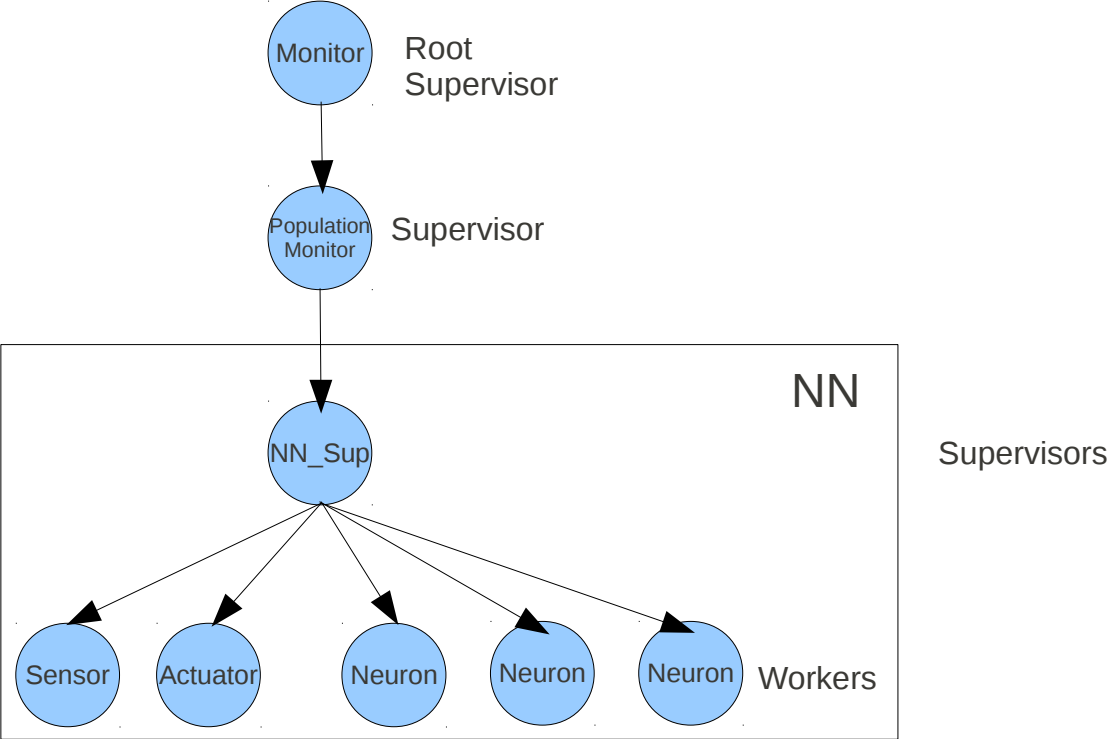 Monitor
Root
Supervisor
Population
Monitor
Supervisor
NN
NN_Sup
Supervisors
Sensor
Actuator
Neuron
Neuron
Neuron
Workers